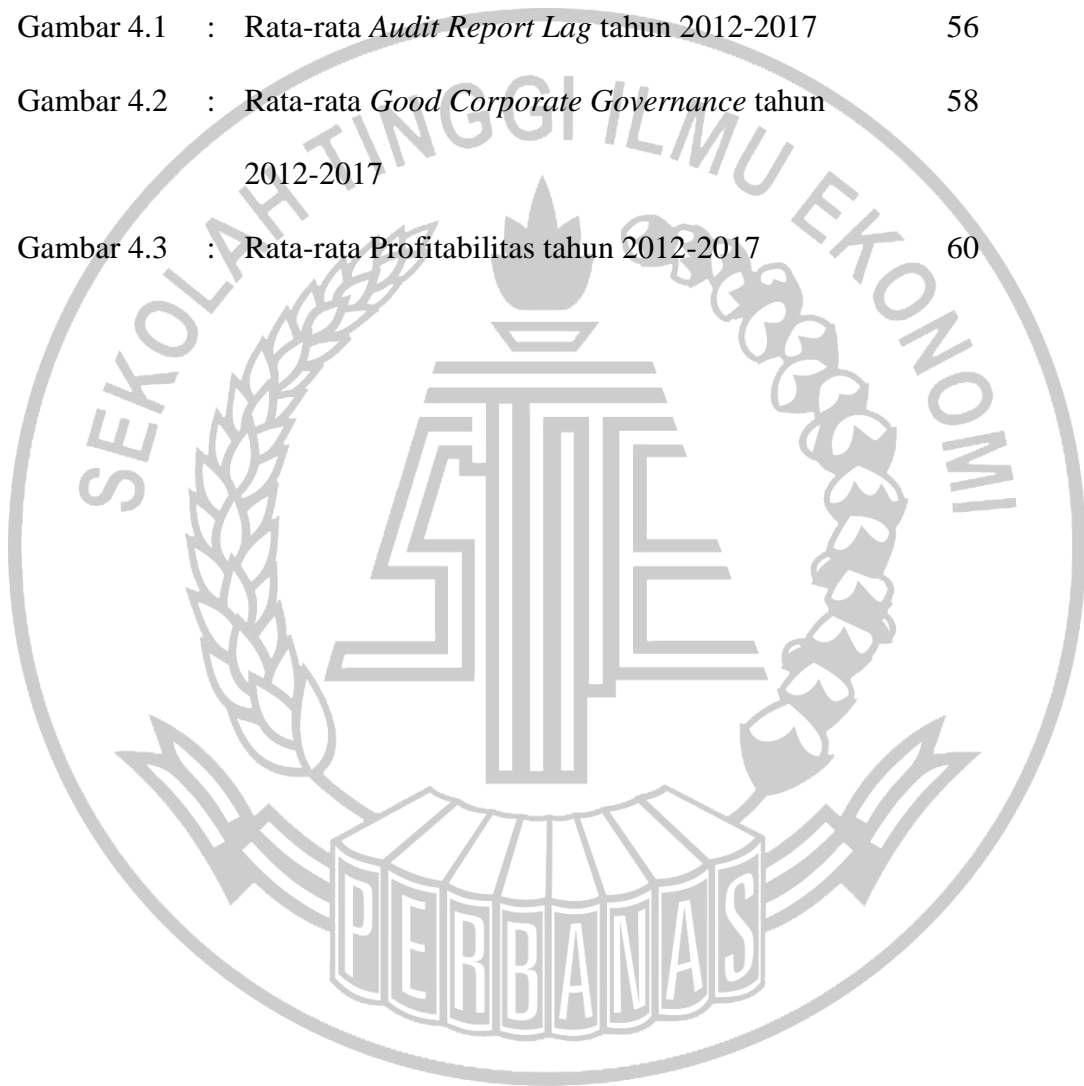 Gambar 4.1 : Rata-rata Audit Report Lag tahun 2012-2017 56
Gambar 4.2 : Rata-rata Good Corporate Governance tahun 58
2012-2017
Gambar 4.3 : Rata-rata Profitabilitas tahun 2012-2017 60
SEKOLAH TINGGI ILMU EKONOMI
STIE
PERBANAS